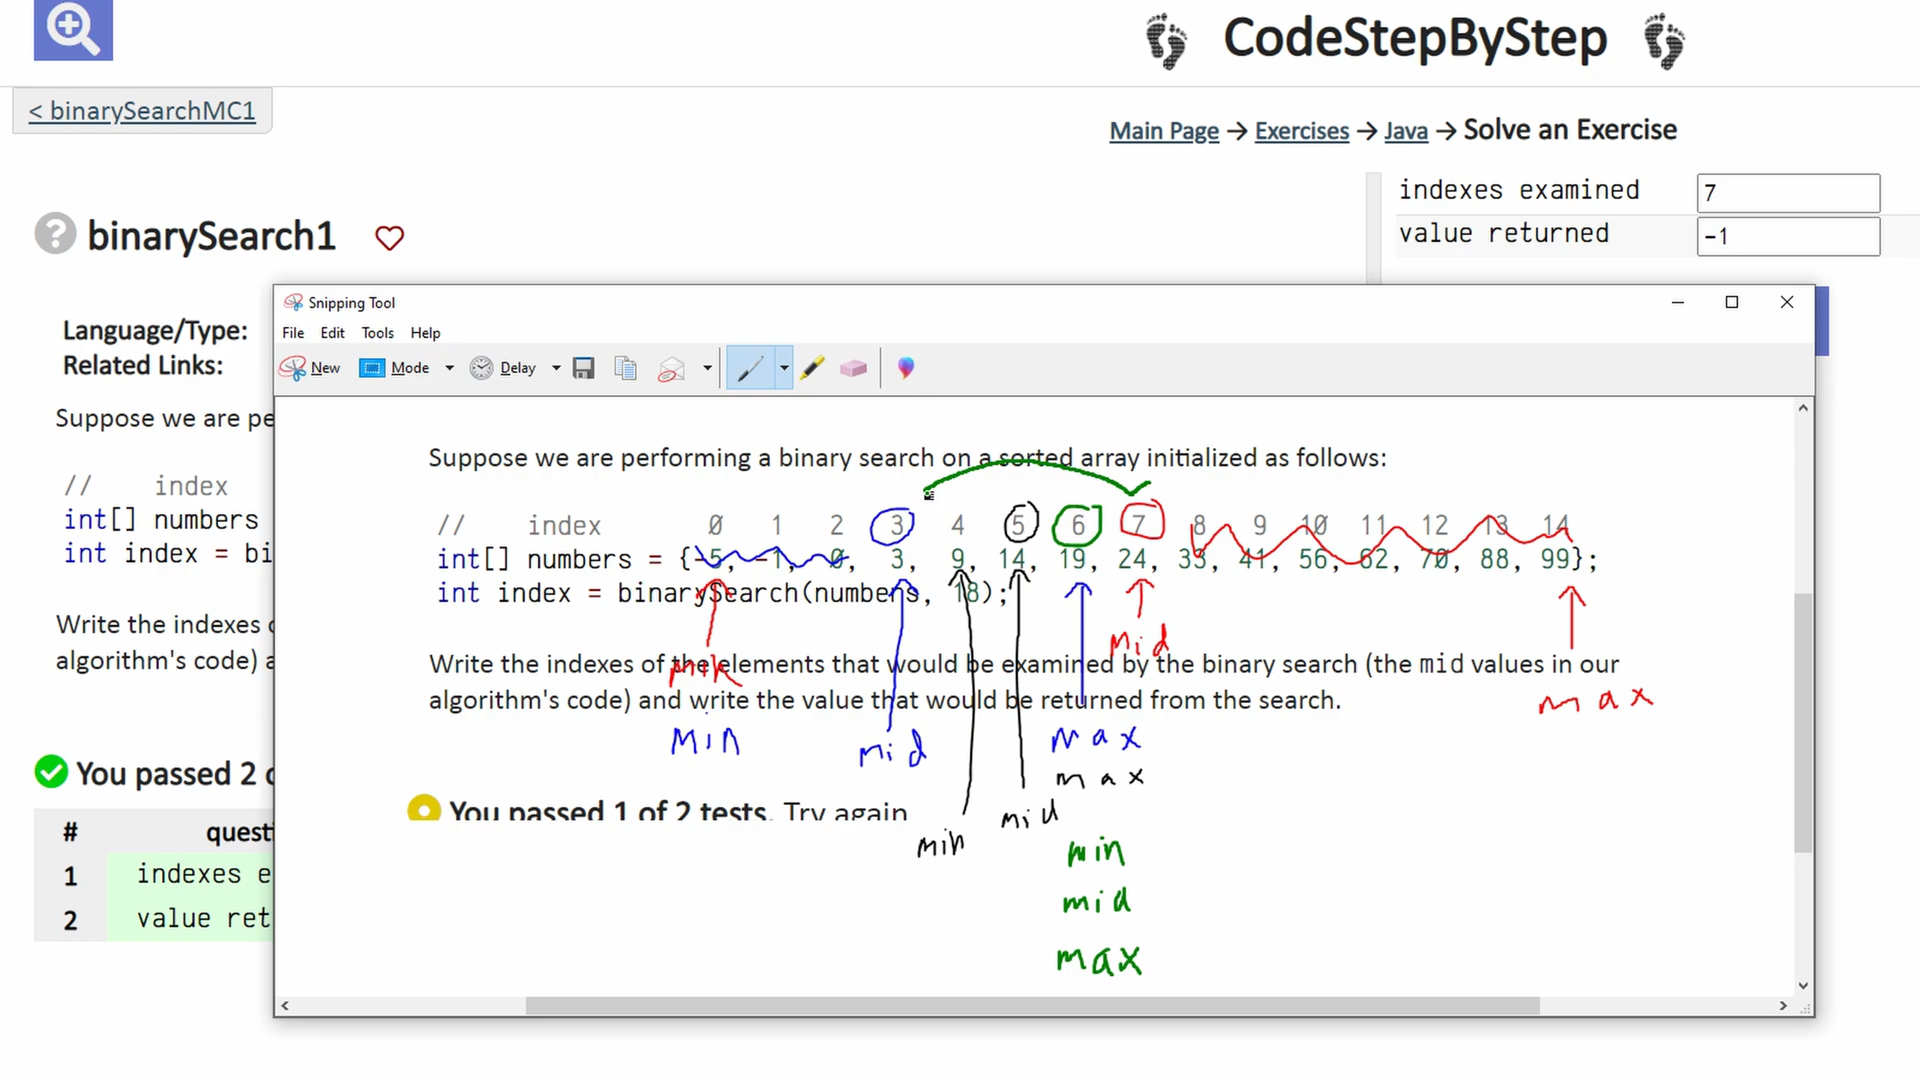 CodeStepByStep
< binarySearchMC1
Main Page → Exercises → Java → Solve an Exercise
indexes examined 7
value returned -1
binarySearch1
Language/Type:
Related Links:
Suppose we are pe
// index
int[] numbers
int index = bi
Write the indexes
algorithm's code) a
You passed 2
# questi
1 indexes e
2 value ret
Snipping Tool
File Edit Tools Help
New Mode Delay
Suppose we are performing a binary search on a sorted array initialized as follows:
// index 0 1 2 3 4 5 6 7 8 9 10 11 12 13 14
int[] numbers = {-5, -1, 0, 3, 9, 14, 19, 24, 33, 41, 56, 62, 70, 88, 99};
int index = binarySearch(numbers, 18);
Mid
Write the indexes of the elements that would be examined by the binary search (the mid values in our
min
algorithm's code) and write the value that would be returned from the search.
max
Min mid max
max
You passed 1 of 2 tests. Try again
min mid
min
mid
max